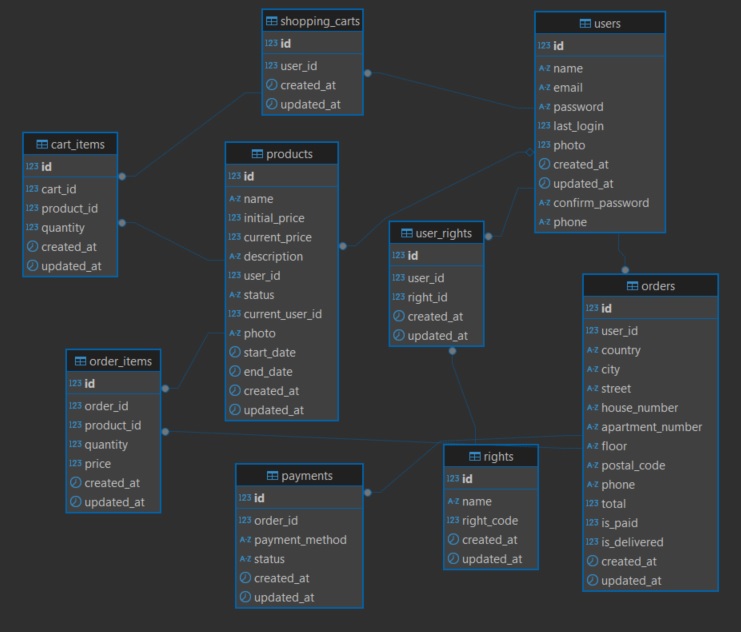 shopping_carts
123 id
123 user_id
created_at
updated_at
users
123 id
A-Z name
A-Z email
A-Z password
123 last_login
123 photo
created_at
updated_at
A-Z confirm_password
A-Z phone
cart_items
123 id
123 cart_id
123 product_id
123 quantity
created_at
updated_at
products
123 id
A-Z name
123 initial_price
123 current_price
A-Z description
123 user_id
A-Z status
123 current_user_id
A-Z photo
start_date
end_date
created_at
updated_at
user_rights
123 id
123 user_id
123 right_id
created_at
updated_at
orders
123 id
123 user_id
A-Z country
A-Z city
A-Z street
A-Z house_number
A-Z apartment_number
A-Z floor
A-Z postal_code
A-Z phone
123 total
123 is_paid
123 is_delivered
created_at
updated_at
order_items
123 id
123 order_id
123 product_id
123 quantity
123 price
created_at
updated_at
payments
123 id
123 order_id
A-Z payment_method
A-Z status
created_at
updated_at
rights
123 id
A-Z name
123 right_code
created_at
updated_at